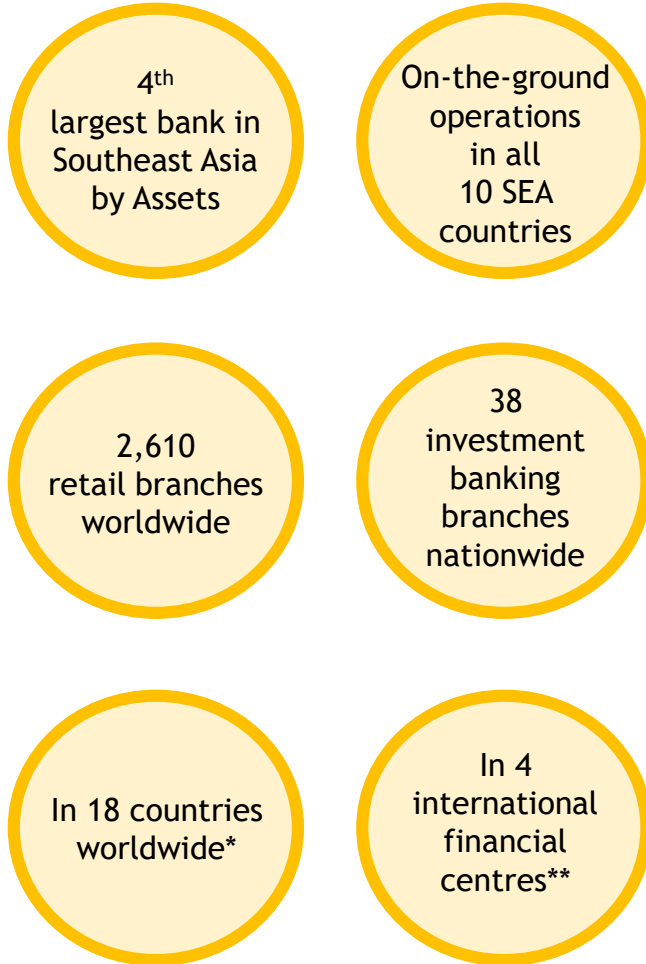 4th
largest bank in
Southeast Asia
by Assets
On-the-ground
operations
in all
10 SEA
countries
2,610
retail branches
worldwide
38
investment
banking
branches
nationwide
In 18 countries
worldwide*
In 4
international
financial
centres**